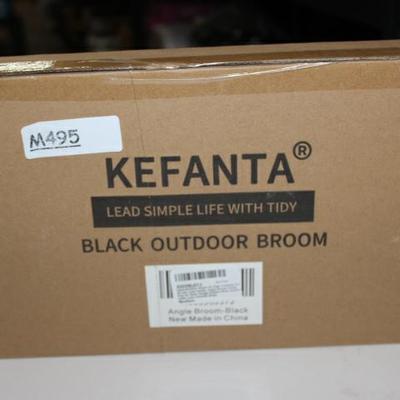 M495
KEFANTA®
LEAD SIMPLE LIFE WITH TIDY
BLACK OUTDOOR BROOM
Angle Broom-Black
New Made in China